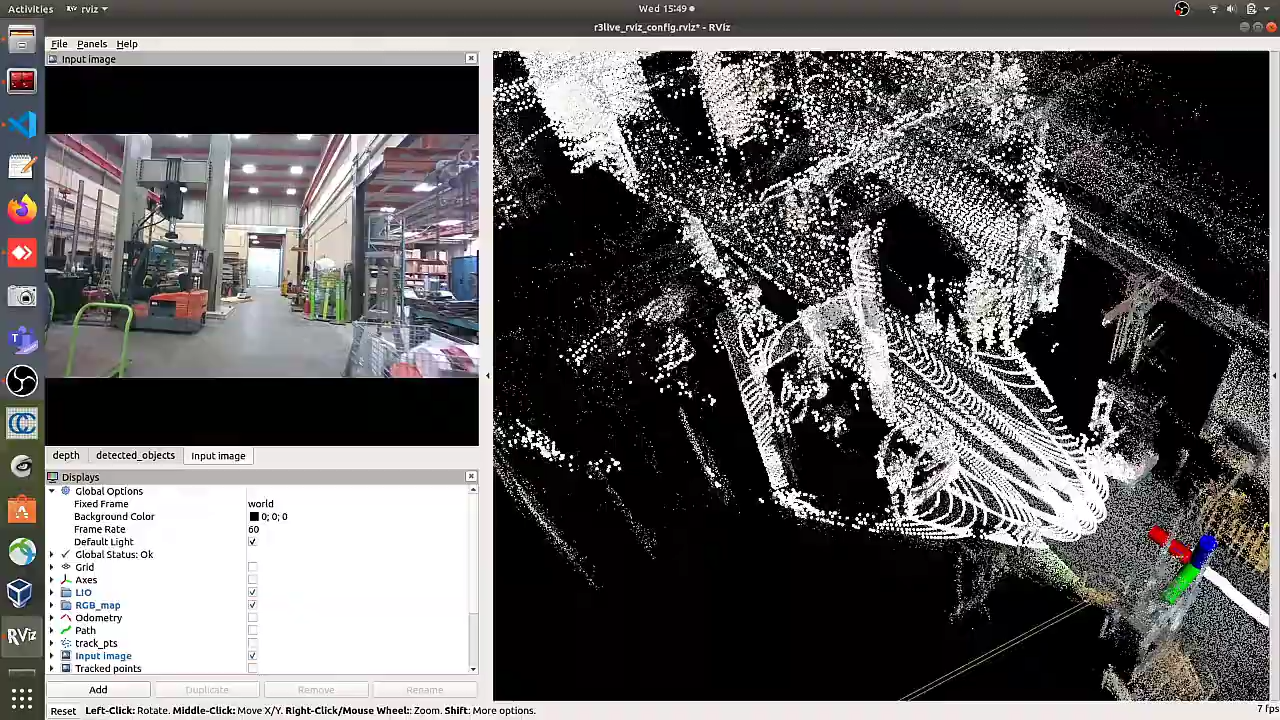 Activities
rviz
Wed 15:49
r3live_rviz_config.rviz* - RViz
File Panels Help
Input image
depth
detected_objects
Input image
Displays
Global Options
Fixed Frame world
Background Color 0; 0; 0
Frame Rate 60
Default Light
Global Status: Ok
Grid
Axes
LIO
RGB_map
Odometry
Path
track_pts
Input image
Tracked points
Add Duplicate Remove Rename
Reset Left-Click: Rotate. Middle-Click: Move X/Y. Right-Click/Mouse Wheel:: Zoom. Shift: More options.
7 fps
RViz